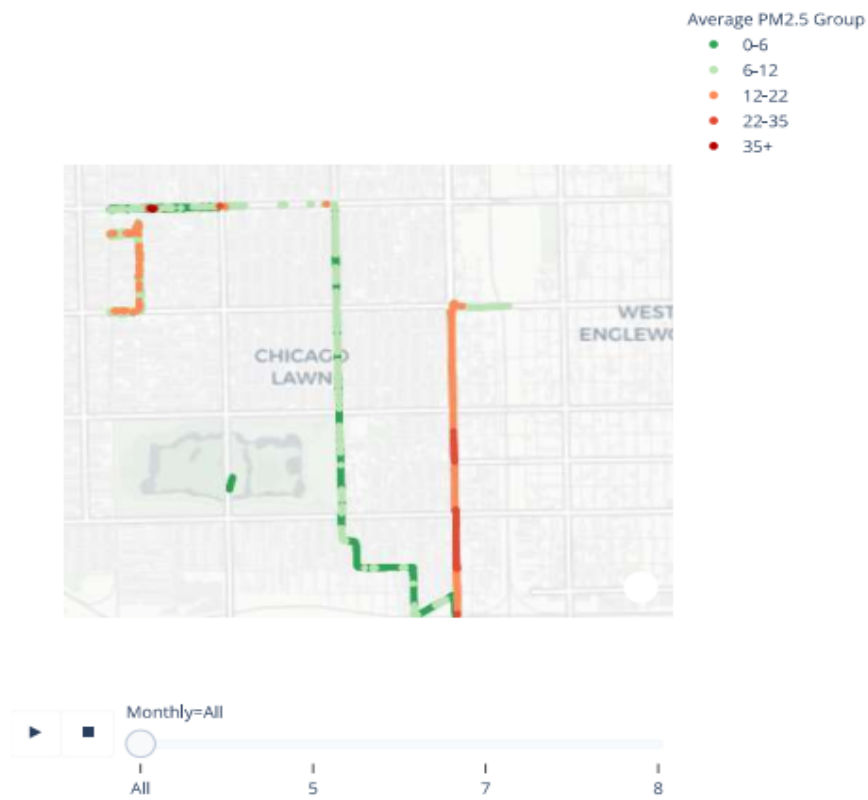 Average PM2.5 Group
0-6
6-12
12-22
22-35
35+
WEST
CHICAGO
LAWN
Monthly=All
All
5
7
8